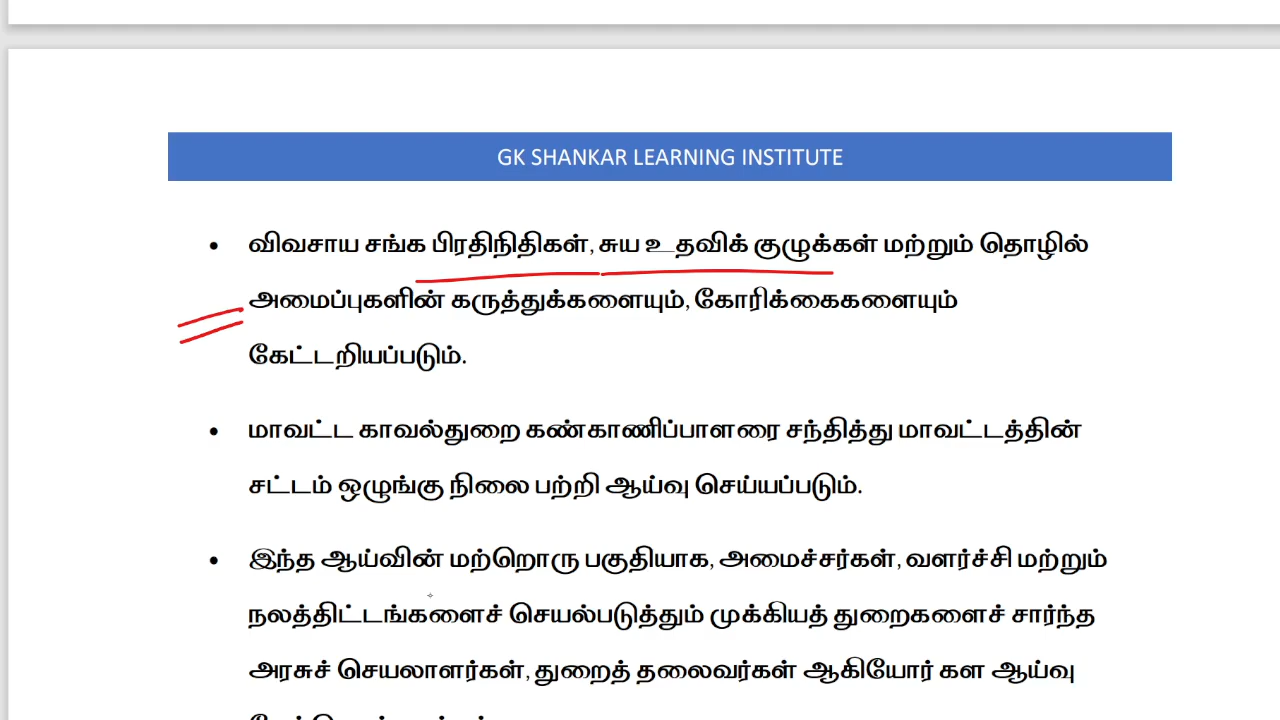 GK SHANKAR LEARNING INSTITUTE
• விவசாய சங்க பிரதிநிதிகள், சுய உதவிக் குழுக்கள் மற்றும் தொழில்
அமைப்புகளின் கருத்துக்களையும், கோரிக்கைகளையும்
கேட்டறியப்படும்.
• மாவட்ட காவல்துறை கண்காணிப்பாளரை சந்தித்து மாவட்டத்தின்
சட்டம் ஒழுங்கு நிலை பற்றி ஆய்வு செய்யப்படும்.
• இந்த ஆய்வின் மற்றொரு பகுதியாக, அமைச்சர்கள், வளர்ச்சி மற்றும்
நலத்திட்டங்களைச் செயல்படுத்தும் முக்கியத் துறைகளைச் சார்ந்த
அரசுச் செயலாளர்கள், துறைத் தலைவர்கள் ஆகியோர் கள ஆய்வு